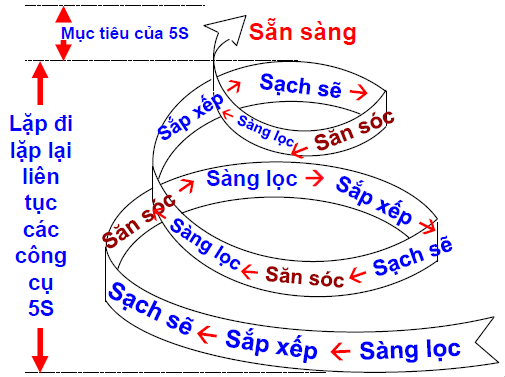 Mục tiêu của 5S
Sẵn sàng
Sắp xếp
Sạch sẽ
Sàng lọc
Săn sóc
Lặp đi
lặp lại
liên
tục
các
công
cụ
5S
Săn sóc
Sàng lọc
Sắp xếp
Sàng lọc
Săn sóc
Sạch sẽ
Sạch sẽ
Sắp xếp
Sàng lọc